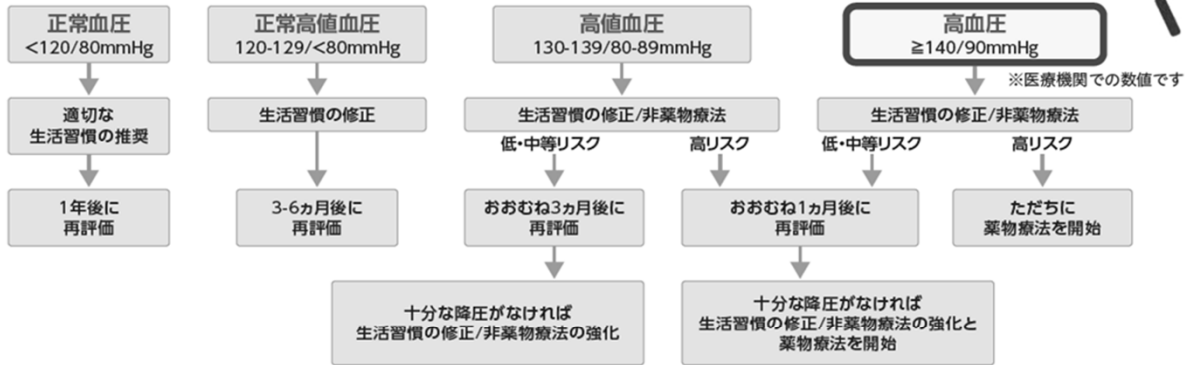 正常血圧
<120/80mmHg
正常高値血圧
120-129/<80mmHg
高値血圧
130-139/80-89mmHg
高血圧
≧140/90mmHg
※医療機関での数値です
適切な
生活習慣の推奨
生活習慣の修正
生活習慣の修正/非薬物療法
生活習慣の修正/非薬物療法
低・中等リスク
高リスク
低・中等リスク
高リスク
1年後に
再評価
3-6ヵ月後に
再評価
おおむね3ヵ月後に
再評価
おおむね1ヵ月後に
再評価
ただちに
薬物療法を開始
十分な降圧がなければ
生活習慣の修正/非薬物療法の強化
十分な降圧がなければ
生活習慣の修正/非薬物療法の強化と
薬物療法を開始